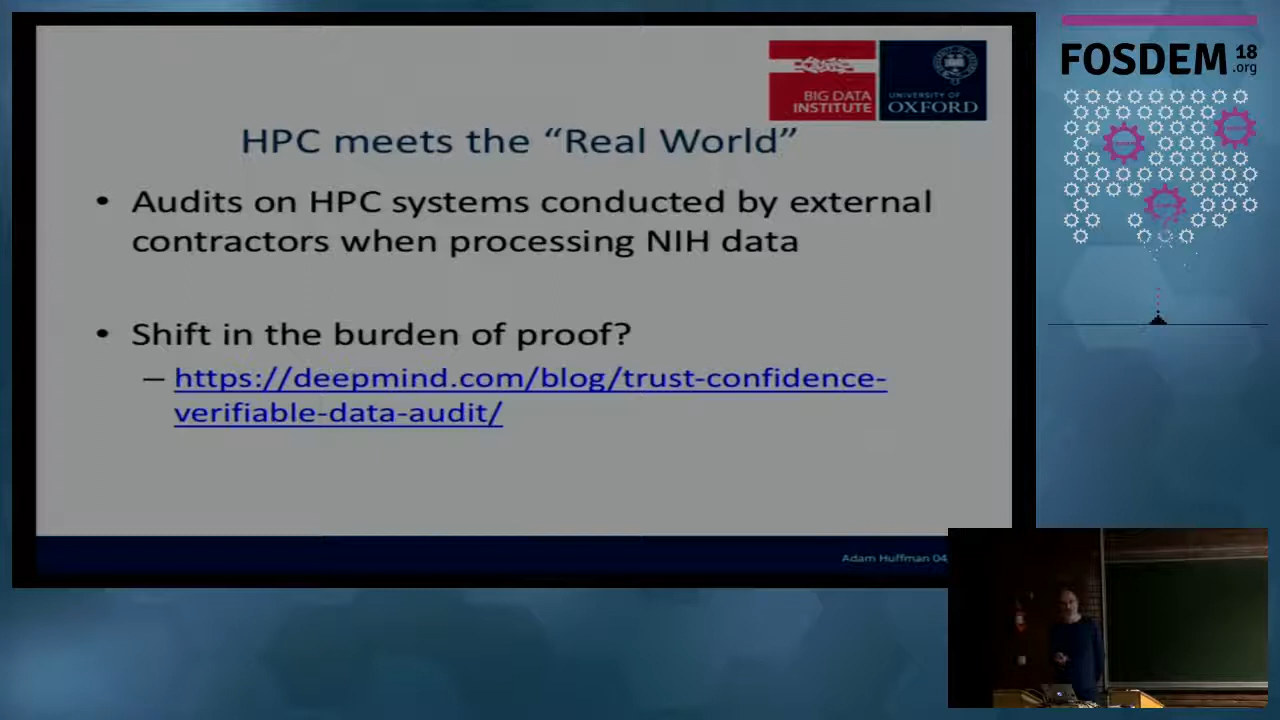 BIG DATA
INSTITUTE
UNIVERSITY OF
OXFORD
FOSDEM 18
.org
HPC meets the “Real World”
• Audits on HPC systems conducted by external
contractors when processing NIH data
• Shift in the burden of proof?
– https://deepmind.com/blog/trust-confidence-
verifiable-data-audit/
Adam Huffman 04